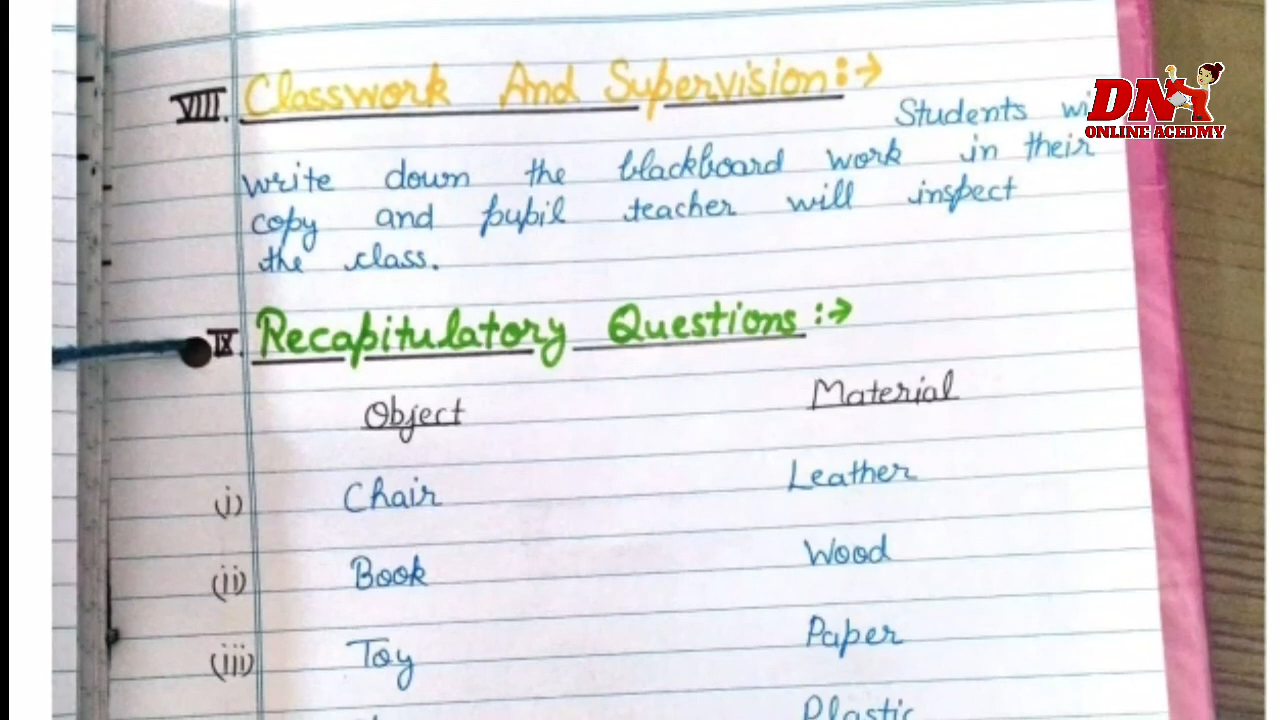 VIII. Classwork And Supervision:→
Students wi
write down the blackboard work in their
copy and pupil teacher will inspect
the class.
IX. Recapitulatory Questions:→
Object Material
(i) Chair Leather
(ii) Book Wood
(iii) Toy Paper
Plastic
DN
ONLINE ACEDMY